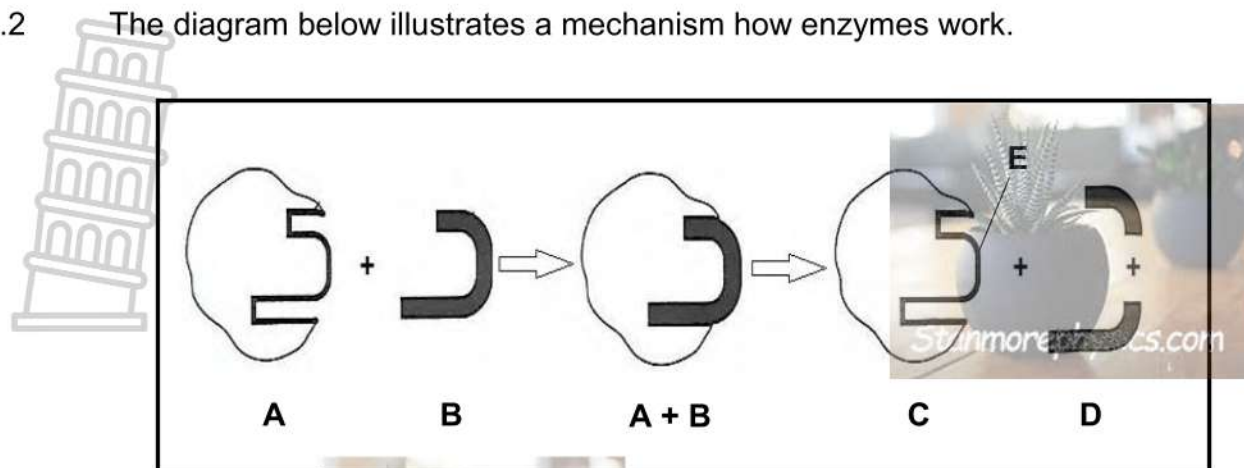 .2 The diagram below illustrates a mechanism how enzymes work.
E
+ + +
A B A + B C D